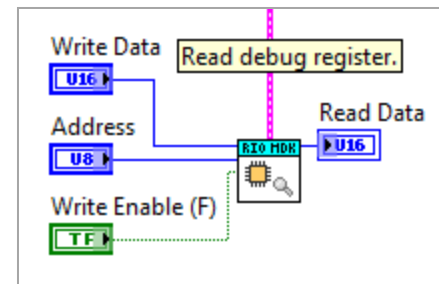 Write Data
Read debug register.
U16
Read Data
Address
RIO MDK
U16
U8
Write Enable (F)
TF